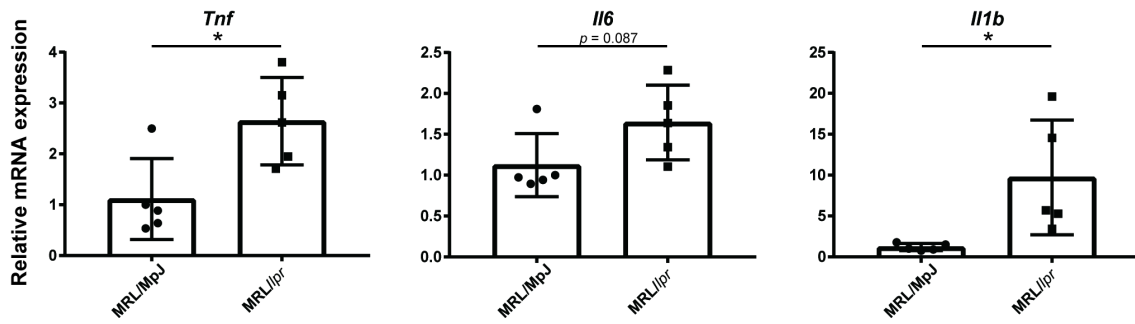 Relative mRNA expression
Tnf
*
4
3
2
1
0
MRL/MpJ
MRL/lpr
Il6
p = 0.087
2.5
2.0
1.5
1.0
0.5
0.0
MRL/MpJ
MRL/lpr
Il1b
*
25
20
15
10
5
0
MRL/MpJ
MRL/lpr